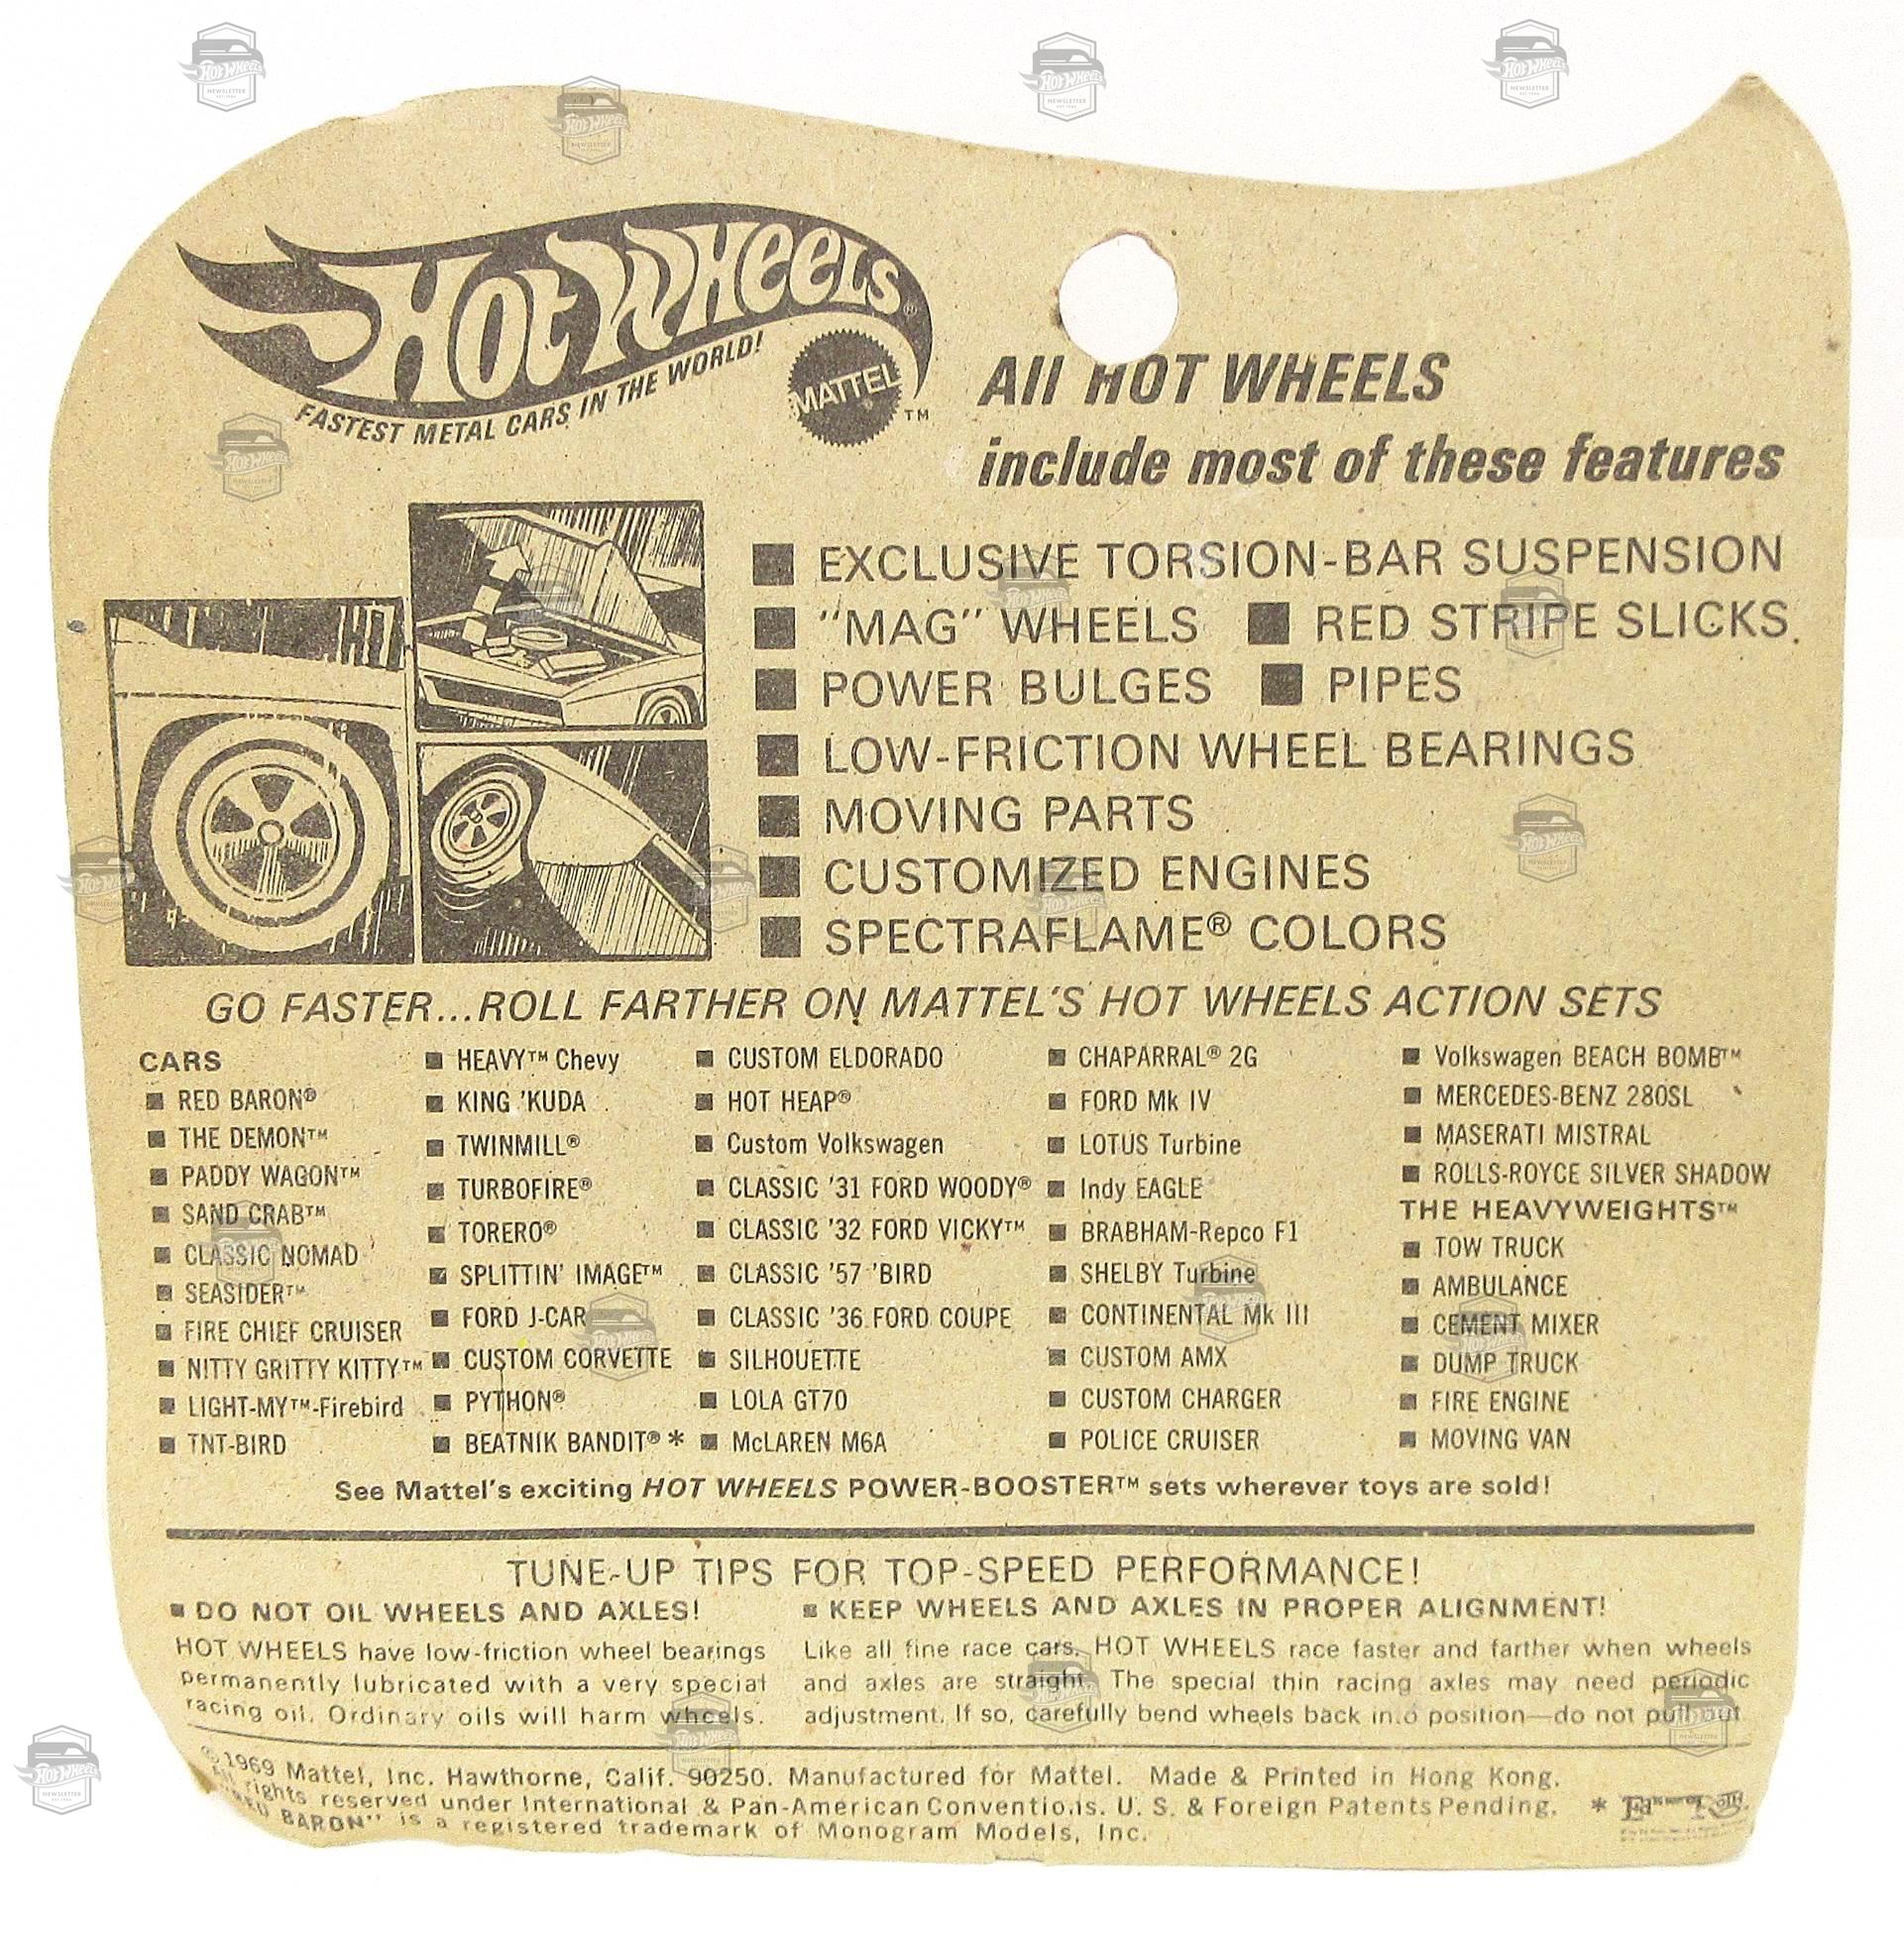 Hot Wheels®
FASTEST METAL CARS IN THE WORLD!
MATTEL
™
All HOT WHEELS
include most of these features
■ EXCLUSIVE TORSION-BAR SUSPENSION
■ "MAG" WHEELS ■ RED STRIPE SLICKS
■ POWER BULGES ■ PIPES
■ LOW-FRICTION WHEEL BEARINGS
■ MOVING PARTS
■ CUSTOMIZED ENGINES
■ SPECTRAFLAME® COLORS
GO FASTER...ROLL FARTHER ON MATTEL'S HOT WHEELS ACTION SETS
CARS
■ RED BARON®
■ THE DEMON™
■ PADDY WAGON™
■ SAND CRAB™
■ CLASSIC NOMAD
■ SEASIDER™
■ FIRE CHIEF CRUISER
■ NITTY GRITTY KITTY™
■ LIGHT-MY™-Firebird
■ TNT-BIRD
■ HEAVY™ Chevy
■ KING 'KUDA
■ TWINMILL®
■ TURBOFIRE®
■ TORERO®
■ SPLITTIN' IMAGE™
■ FORD J-CAR
■ CUSTOM CORVETTE
■ PYTHON®
■ BEATNIK BANDIT® *
■ CUSTOM ELDORADO
■ HOT HEAP®
■ Custom Volkswagen
■ CLASSIC '31 FORD WOODY®
■ CLASSIC '32 FORD VICKY™
■ CLASSIC '57 'BIRD
■ CLASSIC '36 FORD COUPE
■ SILHOUETTE
■ LOLA GT70
■ McLAREN M6A
■ CHAPARRAL® 2G
■ FORD Mk IV
■ LOTUS Turbine
■ Indy EAGLE
■ BRABHAM-Repco F1
■ SHELBY Turbine
■ CONTINENTAL Mk III
■ CUSTOM AMX
■ CUSTOM CHARGER
■ POLICE CRUISER
■ Volkswagen BEACH BOMB™
■ MERCEDES-BENZ 280SL
■ MASERATI MISTRAL
■ ROLLS-ROYCE SILVER SHADOW
THE HEAVYWEIGHTS™
■ TOW TRUCK
■ AMBULANCE
■ CEMENT MIXER
■ DUMP TRUCK
■ FIRE ENGINE
■ MOVING VAN
See Mattel's exciting HOT WHEELS POWER-BOOSTER™ sets wherever toys are sold!
TUNE-UP TIPS FOR TOP-SPEED PERFORMANCE!
■ DO NOT OIL WHEELS AND AXLES!
HOT WHEELS have low-friction wheel bearings
permanently lubricated with a very special
racing oil. Ordinary oils will harm wheels.
■ KEEP WHEELS AND AXLES IN PROPER ALIGNMENT!
Like all fine race cars, HOT WHEELS race faster and farther when wheels
and axles are straight. The special thin racing axles may need periodic
adjustment. If so, carefully bend wheels back into position—do not pull out
©1969 Mattel, Inc. Hawthorne, Calif. 90250. Manufactured for Mattel. Made & Printed in Hong Kong.
All rights reserved under International & Pan-American Conventions. U. S. & Foreign Patents Pending. *
"RED BARON" is a registered trademark of Monogram Models, Inc.